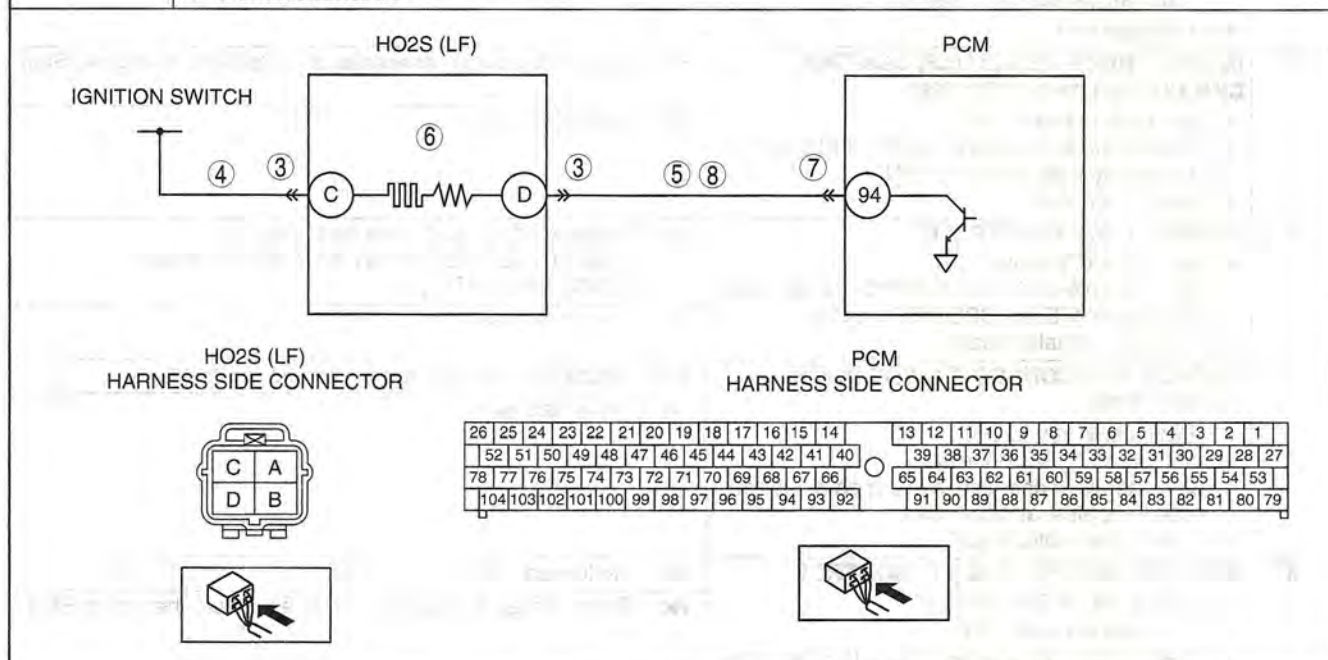 HO2S (LF)
PCM
IGNITION SWITCH
⑥
④ ③ C D ③ ⑤ ⑧ ⑦ 94
HO2S (LF)
HARNESS SIDE CONNECTOR
PCM
HARNESS SIDE CONNECTOR
C A
D B
26 25 24 23 22 21 20 19 18 17 16 15 14 13 12 11 10 9 8 7 6 5 4 3 2 1
52 51 50 49 48 47 46 45 44 43 42 41 40 39 38 37 36 35 34 33 32 31 30 29 28 27
78 77 76 75 74 73 72 71 70 69 68 67 66 65 64 63 62 61 60 59 58 57 56 55 54 53
104 103 102 101 100 99 98 97 96 95 94 93 92 91 90 89 88 87 86 85 84 83 82 81 80 79